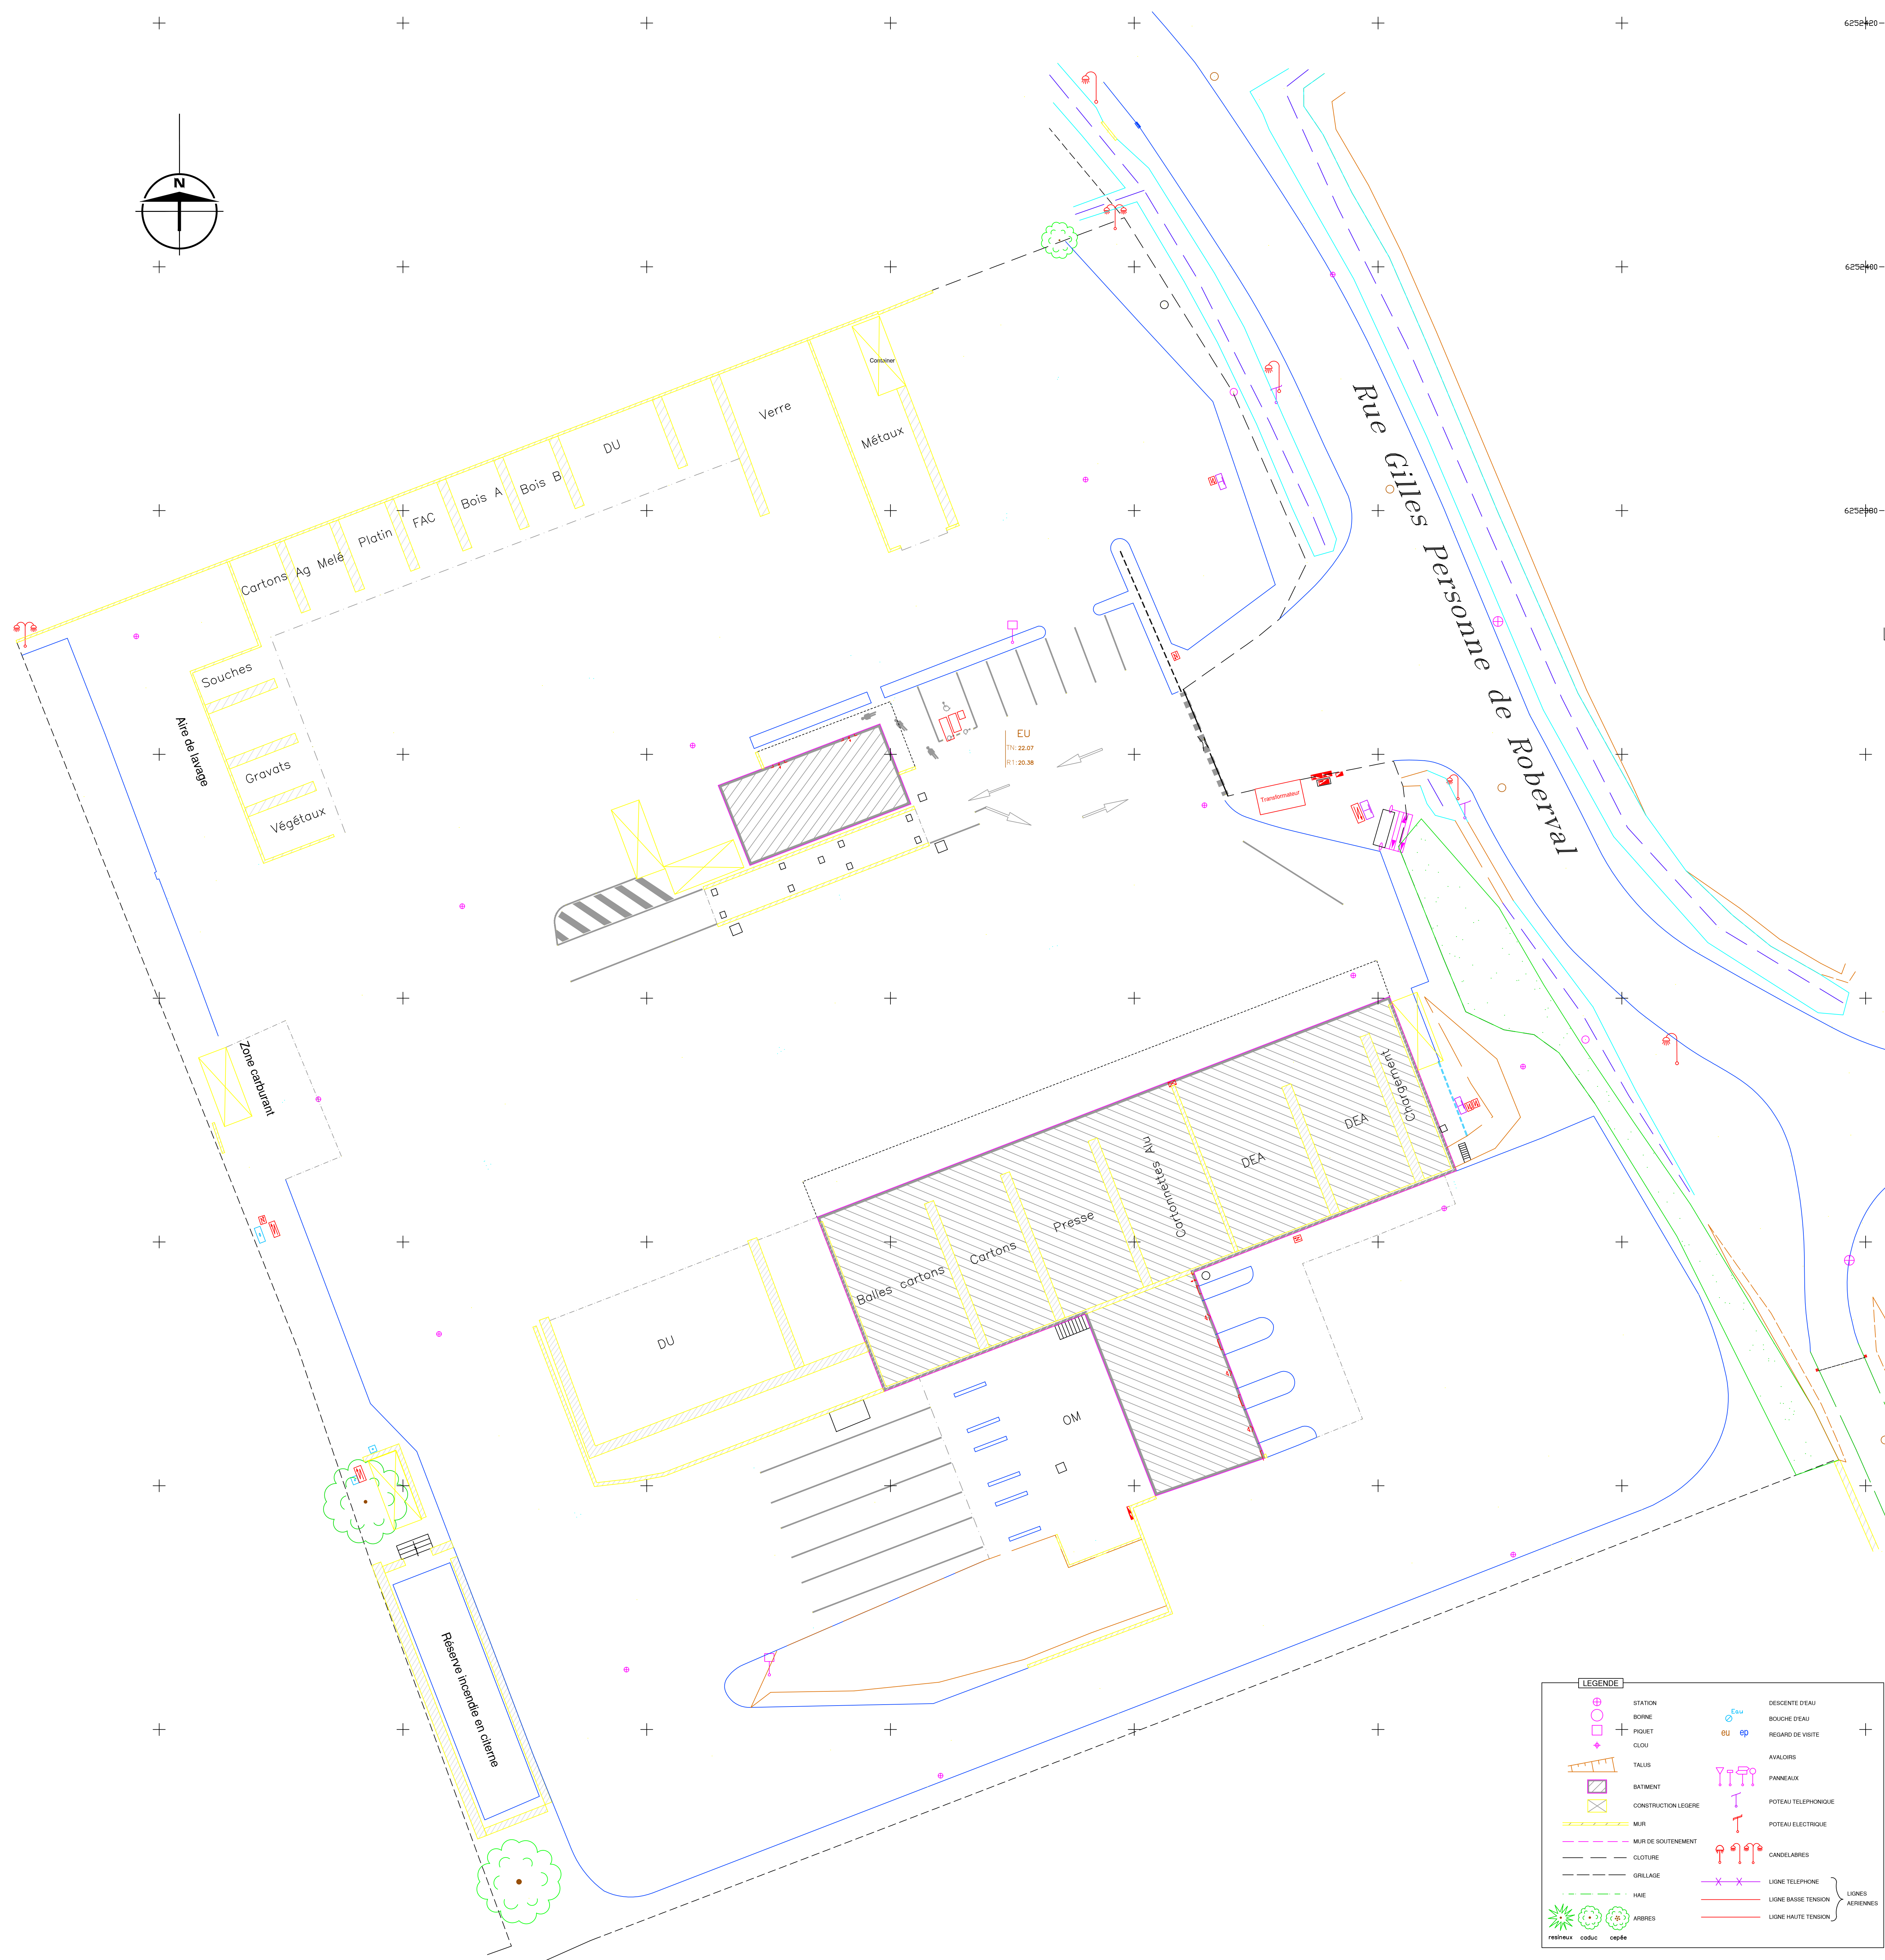 6252420
N
6252400
Container
Verre
Métaux
DU
Bois B
Bois A
FAC
Platin
Ag Melé
Cartons
6252380
Rue Gilles Personne de Roberval
Souches
Aire de lavage
Gravats
Végétaux
EU
TN: 22.07
R1:20.38
Transformateur
Zone carburant
Chargement
DEA
DEA
Cartonnettes Alu
Presse
Cartons
Balles cartons
DU
OM
Réserve incendie en citerne
LEGENDE
STATION
BORNE
PIQUET
CLOU
TALUS
BATIMENT
CONSTRUCTION LEGERE
MUR
MUR DE SOUTENEMENT
CLOTURE
GRILLAGE
HAIE
ARBRES
resineux caduc cepée
DESCENTE D'EAU
Eau
BOUCHE D'EAU
eu ep REGARD DE VISITE
AVALOIRS
PANNEAUX
POTEAU TELEPHONIQUE
POTEAU ELECTRIQUE
CANDELABRES
LIGNE TELEPHONE
LIGNE BASSE TENSION
LIGNE HAUTE TENSION
LIGNES
AERIENNES